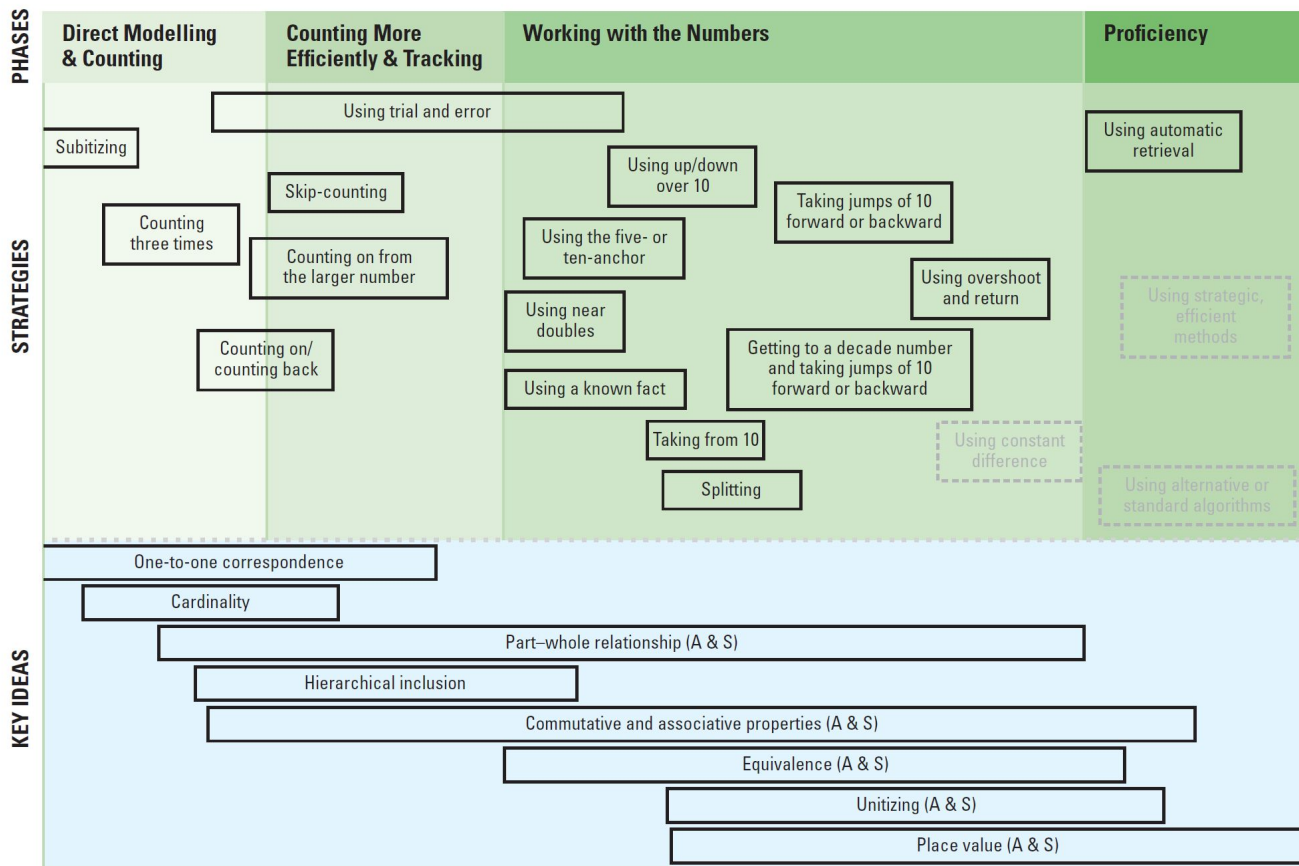 PHASES
Direct Modelling
& Counting
Counting More
Efficiently & Tracking
Working with the Numbers
Proficiency
STRATEGIES
Using trial and error
Subitizing
Using automatic
retrieval
Using up/down
over 10
Skip-counting
Taking jumps of 10
forward or backward
Counting
three times
Using the five- or
ten-anchor
Counting on from
the larger number
Using overshoot
and return
Using strategic,
efficient
methods
Using near
doubles
Counting on/
counting back
Getting to a decade number
and taking jumps of 10
forward or backward
Using a known fact
Taking from 10
Using constant
difference
Splitting
Using alternative or
standard algorithms
KEY IDEAS
One-to-one correspondence
Cardinality
Part–whole relationship (A & S)
Hierarchical inclusion
Commutative and associative properties (A & S)
Equivalence (A & S)
Unitizing (A & S)
Place value (A & S)